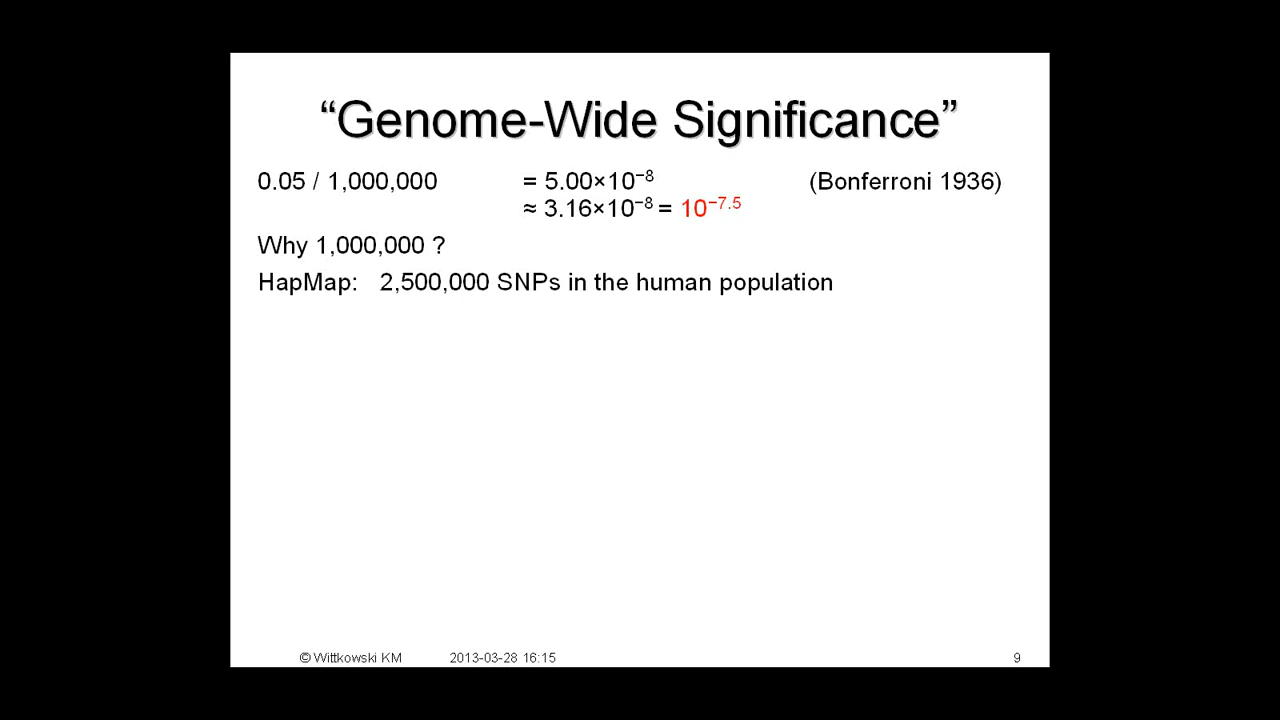 “Genome-Wide Significance”
0.05 / 1,000,000 = 5.00×10⁻⁸ (Bonferroni 1936)
≈ 3.16×10⁻⁸ = 10⁻⁷·⁵
Why 1,000,000 ?
HapMap: 2,500,000 SNPs in the human population
© Wittkowski KM 2013-03-28 16:15 9